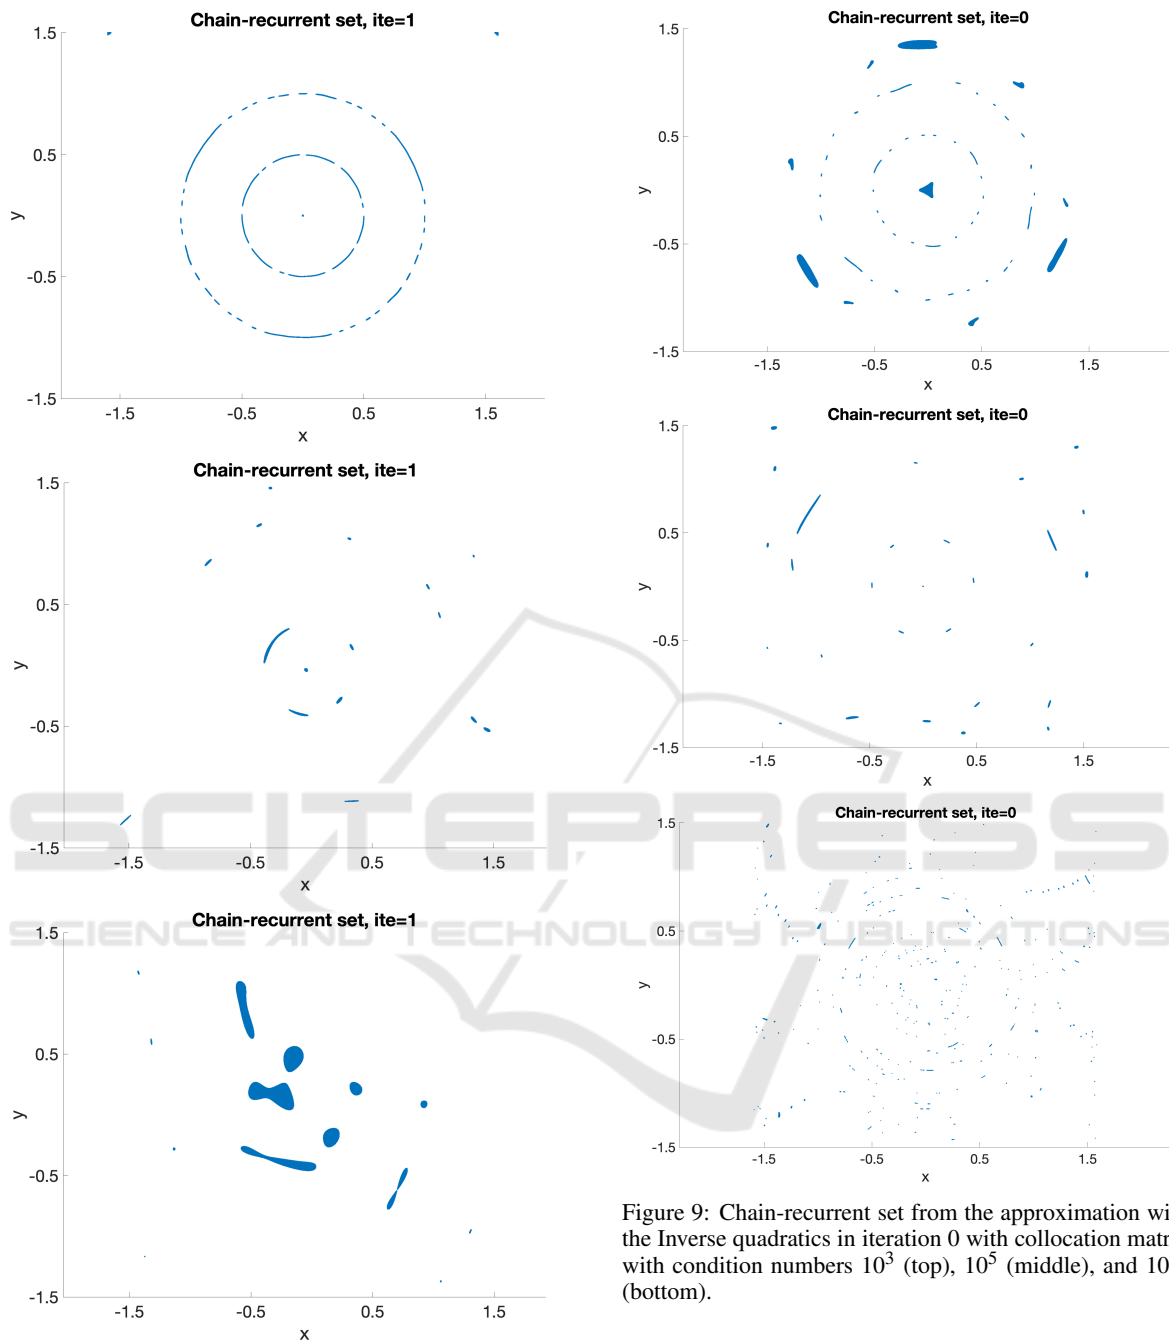 Chain-recurrent set, ite=1
1.5
0.5
-0.5
-1.5
y
-1.5
-0.5
0.5
1.5
x
Chain-recurrent set, ite=1
1.5
0.5
-0.5
-1.5
y
-1.5
-0.5
0.5
1.5
x
Chain-recurrent set, ite=1
1.5
0.5
-0.5
-1.5
y
-1.5
-0.5
0.5
1.5
x
Chain-recurrent set, ite=0
1.5
0.5
-0.5
-1.5
y
-1.5
-0.5
0.5
1.5
x
Chain-recurrent set, ite=0
1.5
0.5
-0.5
-1.5
y
-1.5
-0.5
0.5
1.5
x
Chain-recurrent set, ite=0
1.5
0.5
-0.5
-1.5
y
-1.5
-0.5
0.5
1.5
x
Figure 9: Chain-recurrent set from the approximation
the Inverse quadratics in iteration 0 with collocation
with condition numbers 10³ (top), 10⁵ (middle), and
(bottom).
SCITEPRESS
SCIENCE AND TECHNOLOGY PUBLICATIONS